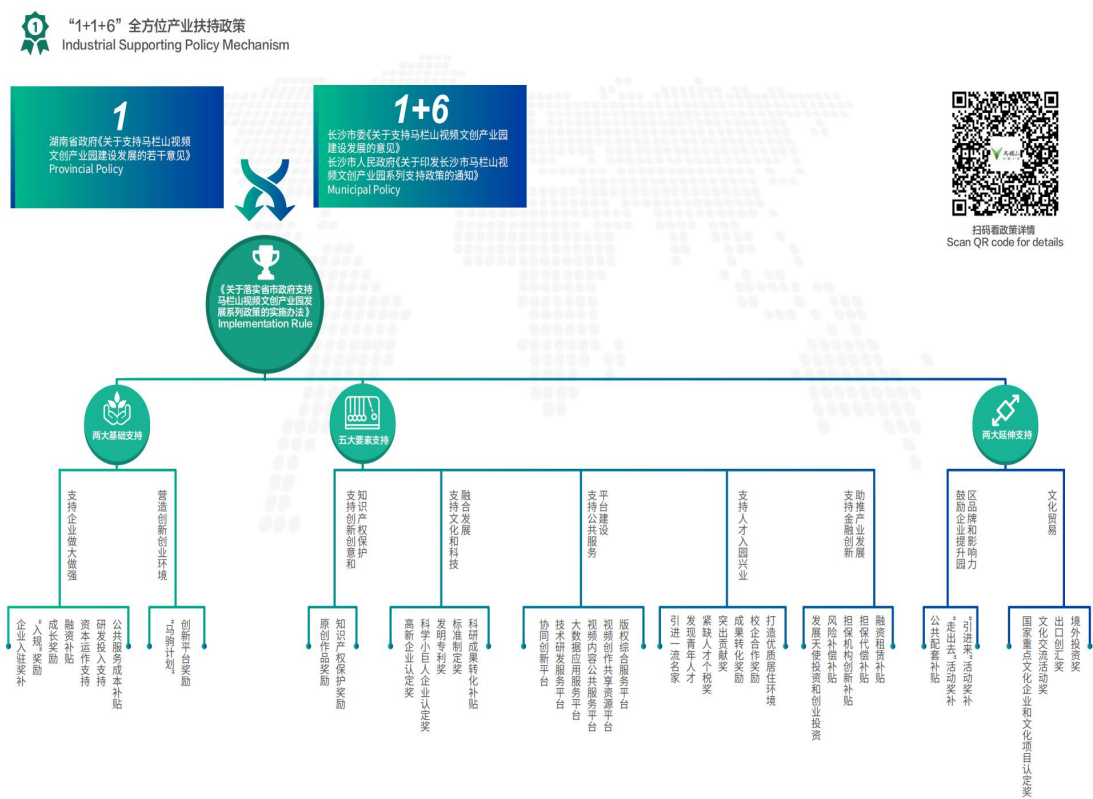 1
“1+1+6”全方位产业扶持政策
Industrial Supporting Policy Mechanism
1
湖南省政府《关于支持马栏山视频
文创产业园建设发展的若干意见》
Provincial Policy
1+6
长沙市委《关于支持马栏山视频文创产业园
建设发展的意见》
长沙市人民政府《关于印发长沙市马栏山视
频文创产业园系列支持政策的通知》
Municipal Policy
扫码看政策详情
Scan QR code for details
《关于落实省市政府支持
马栏山视频文创产业园发
展系列政策的实施办法》
Implementation Rule
两大基础支持
五大要素支持
两大延伸支持
支持企业做大做强
营造创新创业环境
支持创新创意和
知识产权保护
支持文化和科技
融合发展
支持公共服务
平台建设
支持人才入园兴业
支持金融创新
助推产业发展
鼓励企业提升园
区品牌和影响力
文化贸易
企业入驻奖补
“入规”奖励
成长奖励
融资补贴
资本运作支持
研发投入支持
公共服务成本补贴
“马驹计划”
创新平台奖励
原创作品奖励
知识产权保护奖励
高新企业认定奖
科学小巨人企业认定奖
发明专利奖
标准制定奖
科研成果转化补贴
协同创新平台
技术研发服务平台
大数据应用服务平台
视频内容公共服务平台
视频创作共享资源平台
版权综合服务平台
引进一流名家
发现青年人才
紧缺人才个税奖
突出贡献奖
成果转化奖励
校企合作奖励
打造优质居住环境
发展天使投资和创业投资
风险补偿补贴
担保机构创新补贴
担保代偿补贴
融资租赁补贴
公共配套补贴
“走出去”活动奖补
“引进来”活动奖补
国家重点文化企业和文化项目认定奖
文化交流活动奖
出口创汇奖
境外投资奖